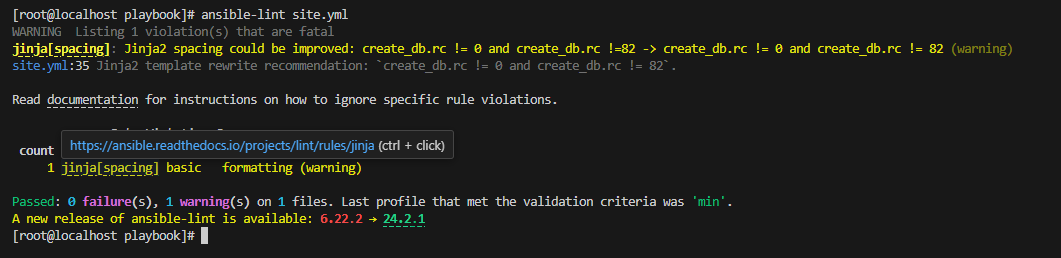 [root@localhost playbook]# ansible-lint site.yml
WARNING  Listing 1 violation(s) that are fatal
jinja[spacing]: Jinja2 spacing could be improved: create_db.rc != 0 and create_db.rc !=82 -> create_db.rc != 0 and create_db.rc != 82 (warning)
site.yml:35 Jinja2 template rewrite recommendation: `create_db.rc != 0 and create_db.rc != 82`.
Read documentation for instructions on how to ignore specific rule violations.
https://ansible.readthedocs.io/projects/lint/rules/jinja (ctrl + click)
count
1 jinja[spacing] basic   formatting (warning)
Passed: 0 failure(s), 1 warning(s) on 1 files. Last profile that met the validation criteria was 'min'.
A new release of ansible-lint is available: 6.22.2 → 24.2.1
[root@localhost playbook]#